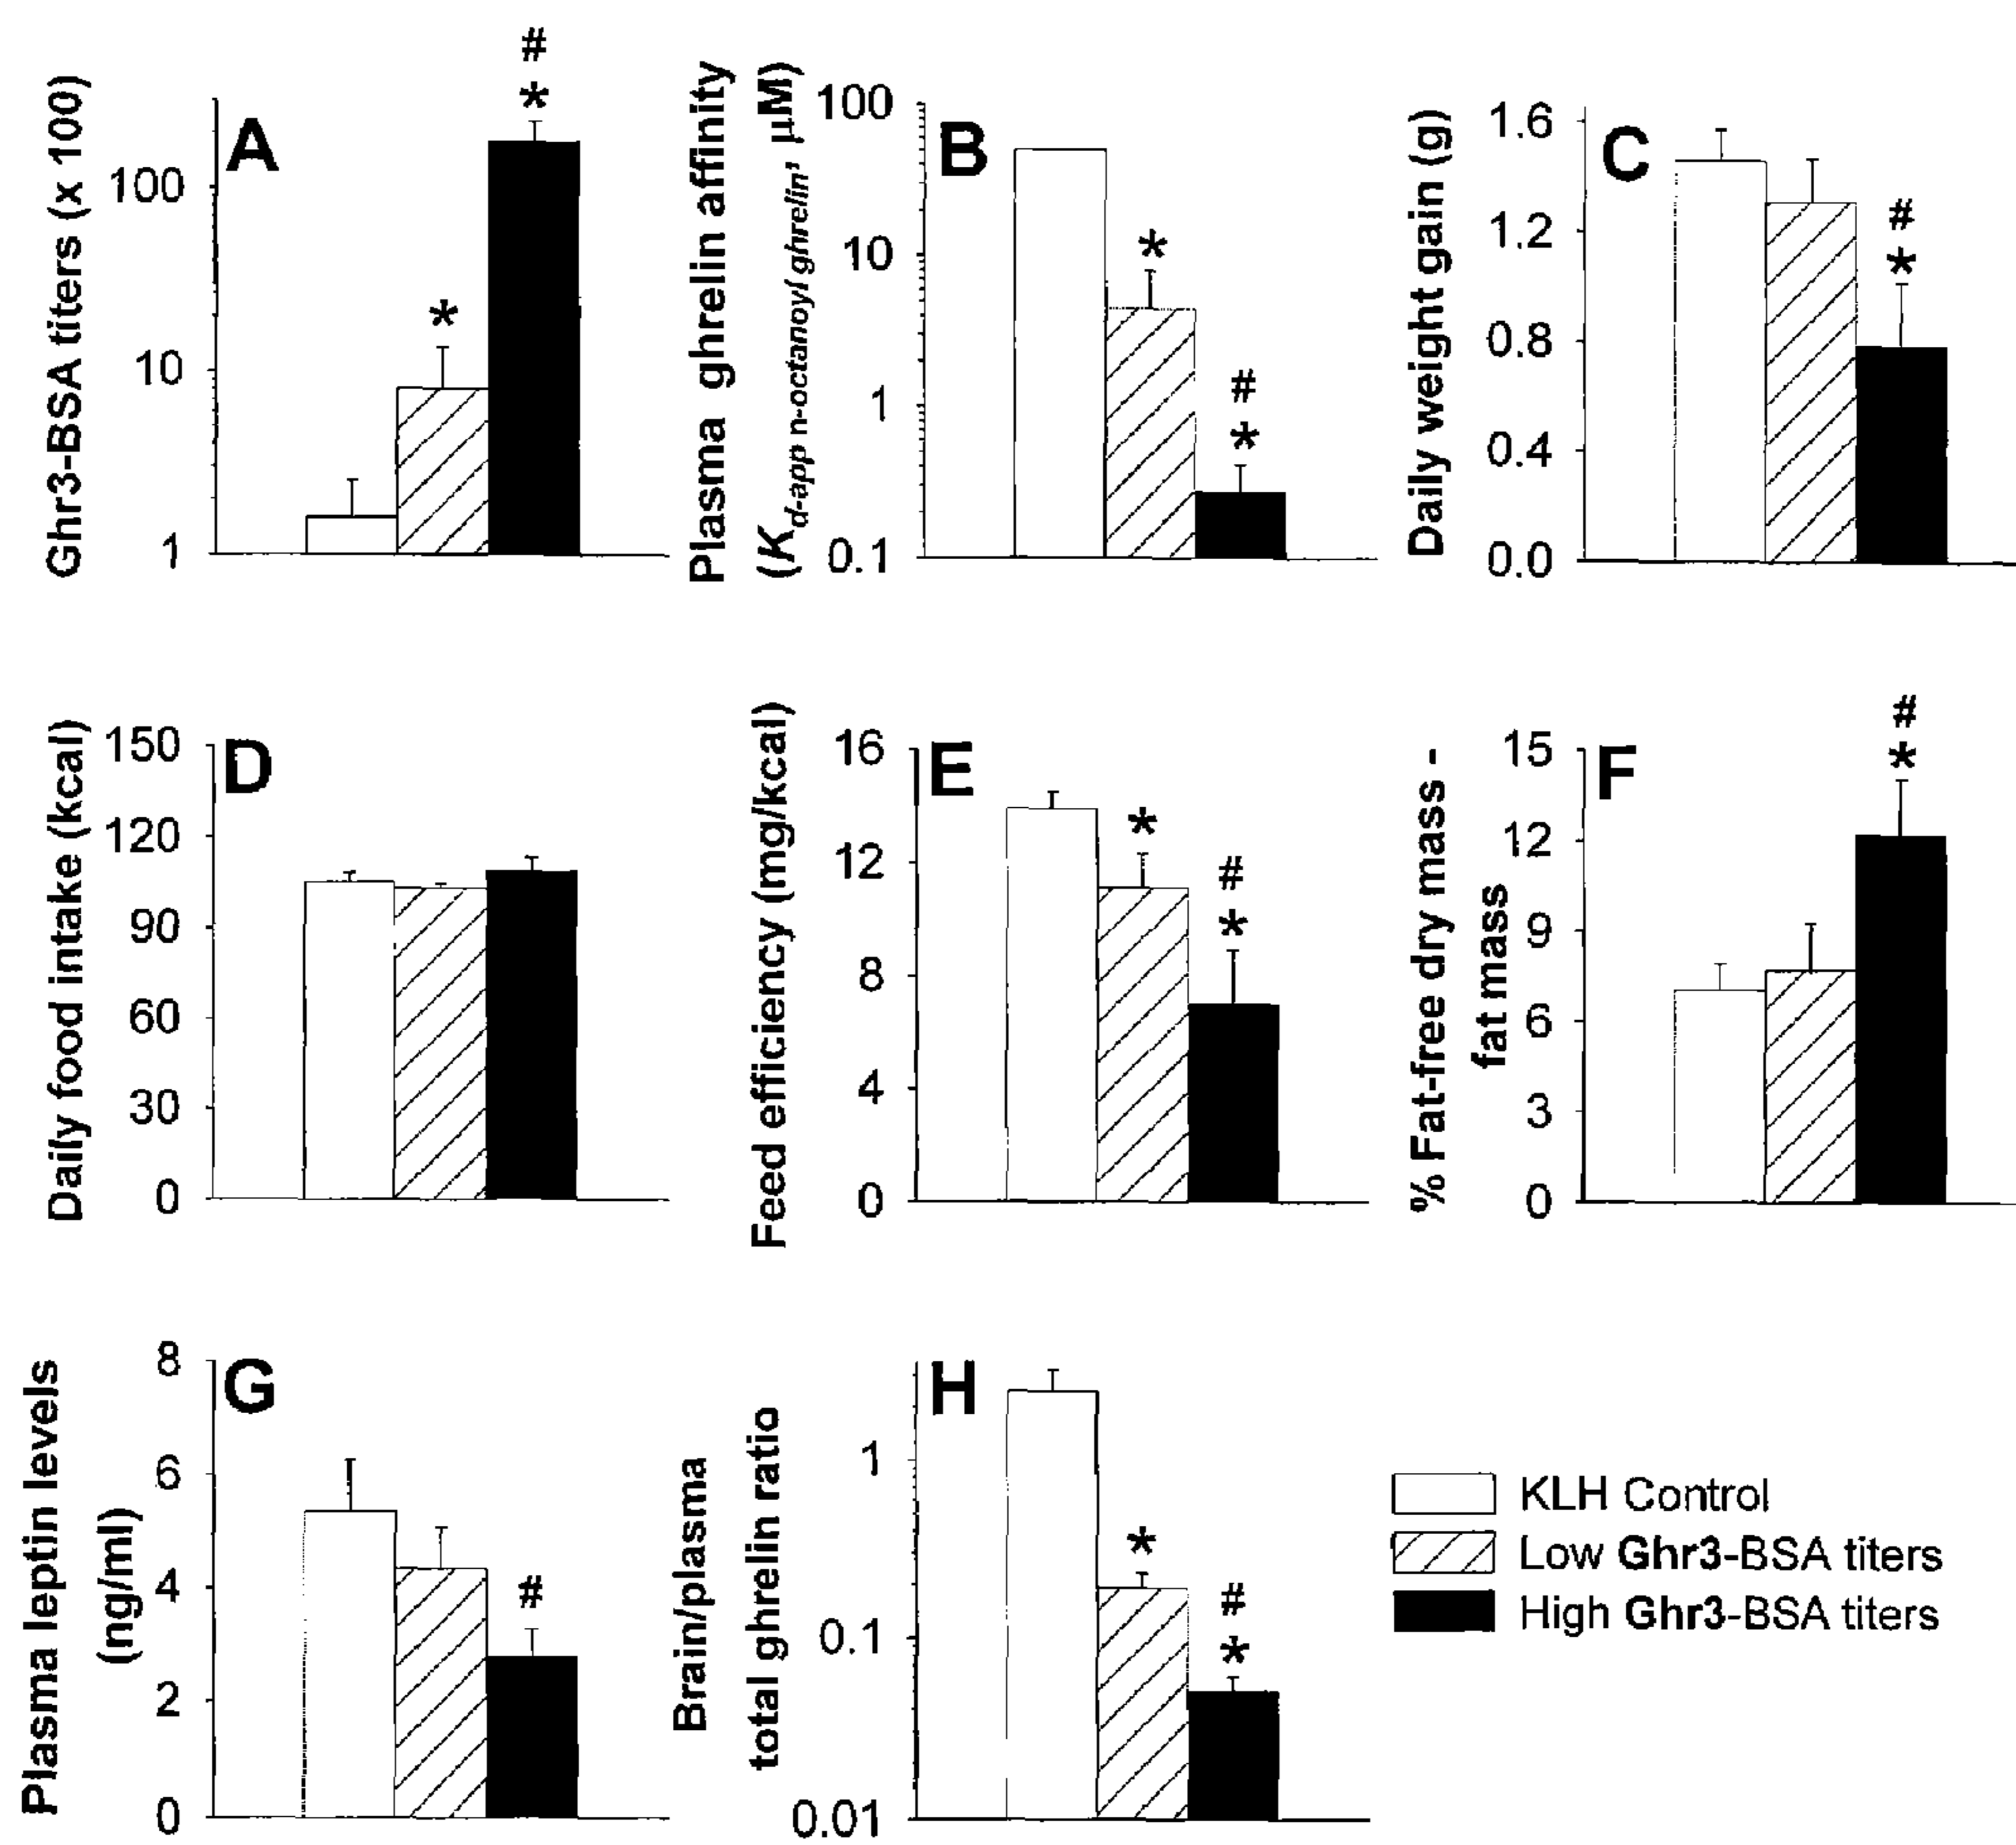 A
Ghr3-BSA titers (x 100)
100
10
1
*
#
*
B
Plasma ghrelin affinity
(Kd-app n-octanoyl ghrelin, μM)
100
10
1
0.1
*
#
*
C
Daily weight gain (g)
1.6
1.2
0.8
0.4
0.0
#
*
D
Daily food intake (kcal)
150
120
90
60
30
0
E
Feed efficiency (mg/kcal)
16
12
8
4
0
*
#
*
F
% Fat-free dry mass -
fat mass
15
12
9
6
3
0
#
*
G
Plasma leptin levels
(ng/ml)
8
6
4
2
0
#
H
Brain/plasma
total ghrelin ratio
1
0.1
0.01
*
#
*
KLH Control
Low Ghr3-BSA titers
High Ghr3-BSA titers